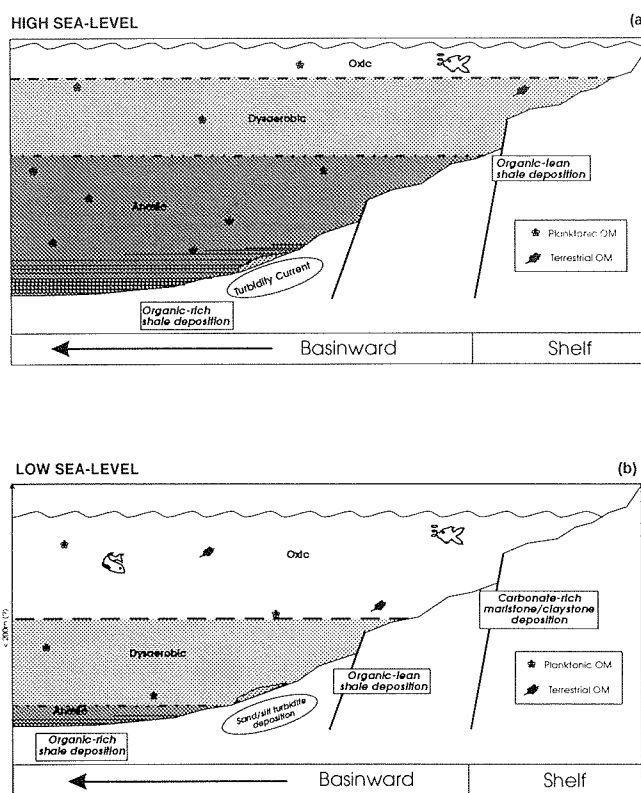 HIGH SEA-LEVEL
(a)
Oxic
Dysaerobic
Organic-lean
shale deposition
Anoxic
Planktonic OM
Terrestrial OM
Turbidity Current
Organic-rich
shale deposition
Basinward
Shelf
LOW SEA-LEVEL
(b)
Oxic
< 200m (?)
Carbonate-rich
marlstone/claystone
deposition
Dysaerobic
Organic-lean
shale deposition
Planktonic OM
Terrestrial OM
Anoxic
Sand/silt turbidite
deposition
Organic-rich
shale deposition
Basinward
Shelf